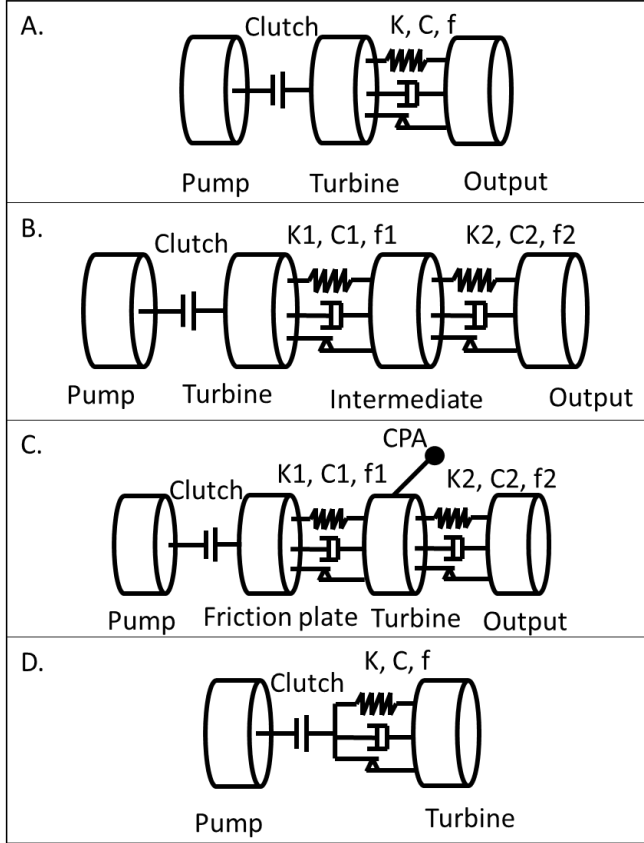 A.
Clutch K, C, f
Pump Turbine Output
B.
Clutch K1, C1, f1 K2, C2, f2
Pump Turbine Intermediate Output
C.
CPA
Clutch K1, C1, f1 K2, C2, f2
Pump Friction plate Turbine Output
D.
Clutch K, C, f
Pump Turbine